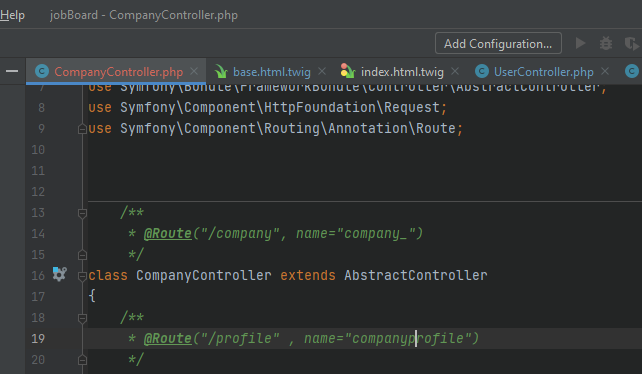 Help jobBoard - CompanyController.php
Add Configuration...
CompanyController.php base.html.twig index.html.twig UserController.php
use Symfony\Bundle\FrameworkBundle\Controller\AbstractController;
8 use Symfony\Component\HttpFoundation\Request;
9 use Symfony\Component\Routing\Annotation\Route;
10
11
12
13 /**
14 * @Route("/company", name="company_")
15 */
16 class CompanyController extends AbstractController
17 {
18 /**
19 * @Route("/profile" , name="companyprofile")
20 */